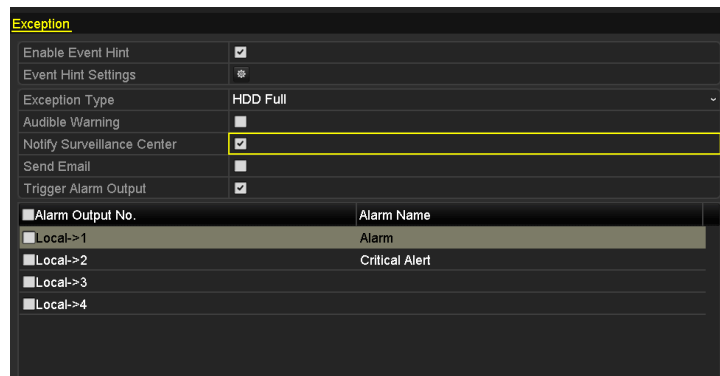 Exception
Enable Event Hint
Event Hint Settings
Exception Type HDD Full
Audible Warning
Notify Surveillance Center
Send Email
Trigger Alarm Output
Alarm Output No. Alarm Name
Local->1 Alarm
Local->2 Critical Alert
Local->3
Local->4